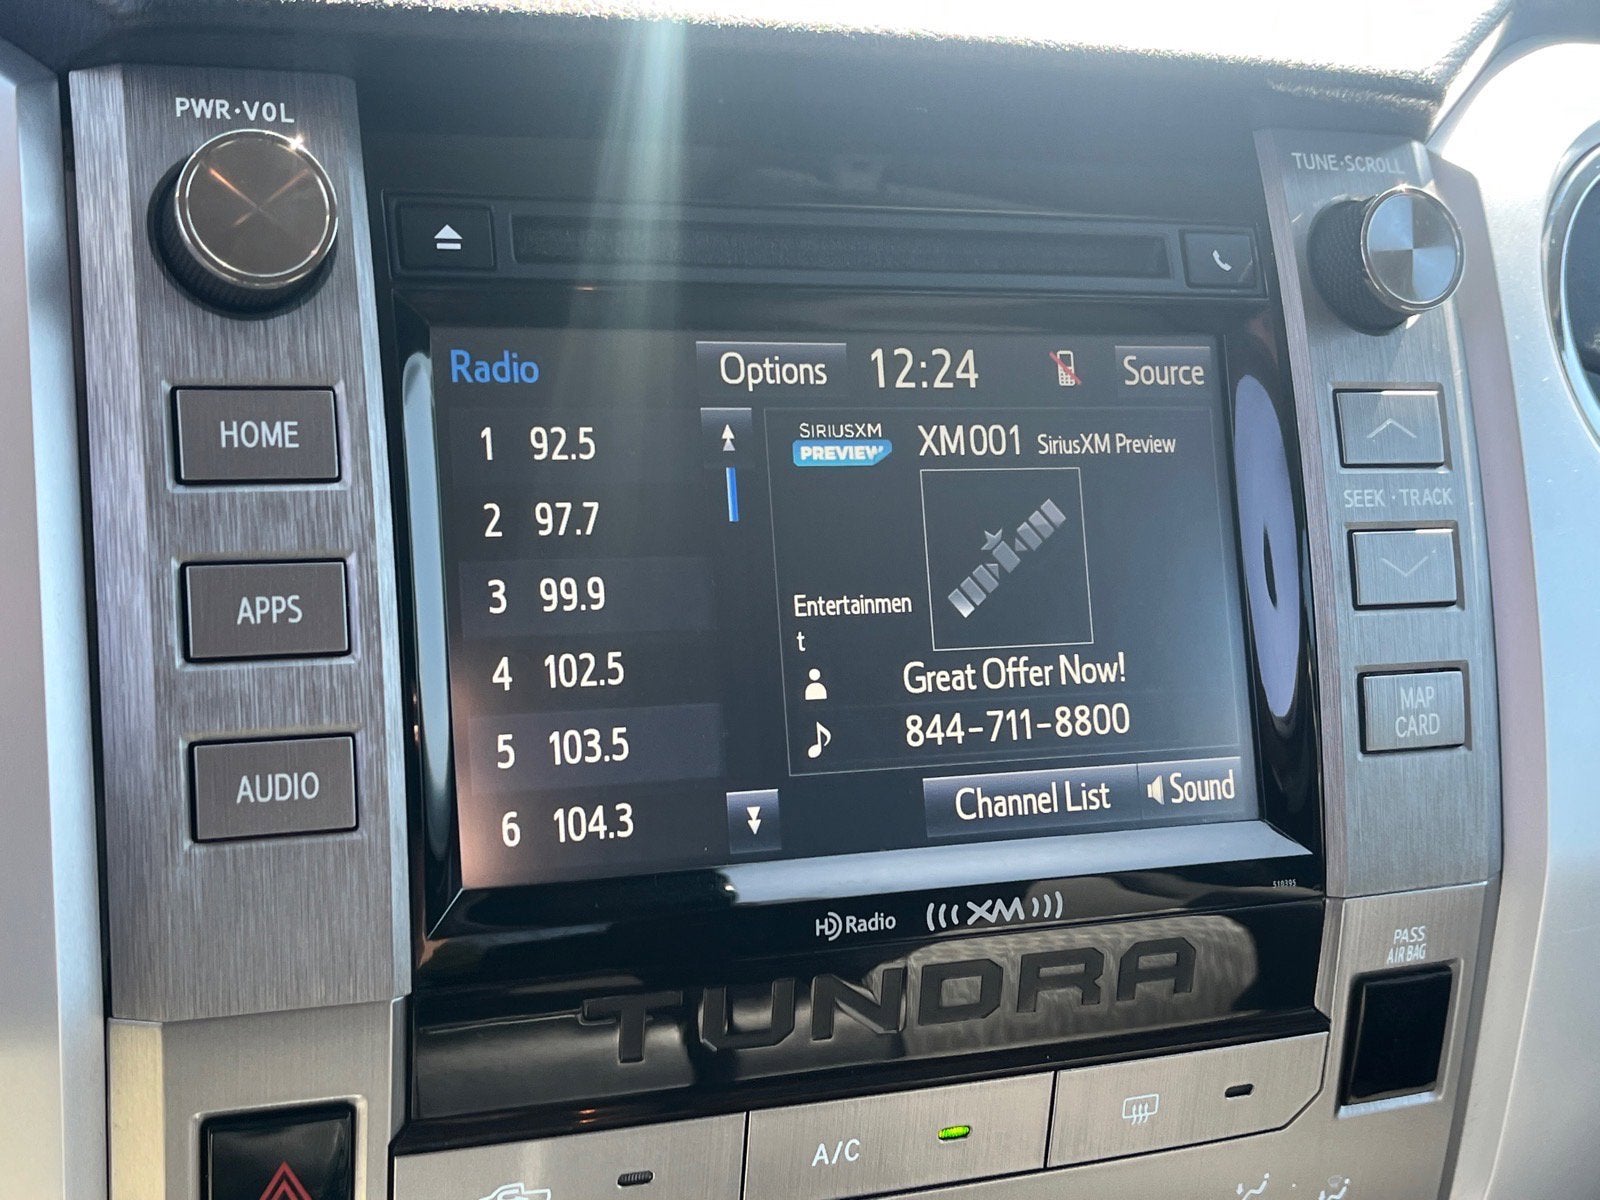 PWR·VOL
TUNE·SCROLL
HOME
APPS
AUDIO
Radio
Options
12:24
Source
1 92.5
2 97.7
3 99.9
4 102.5
5 103.5
6 104.3
SIRIUSXM
PREVIEW
XM001 SiriusXM Preview
Entertainmen
t
Great Offer Now!
844-711-8800
Channel List
Sound
SEEK · TRACK
MAP
CARD
510395
HD Radio
(((XM)))
TUNDRA
PASS
AIR BAG
A/C